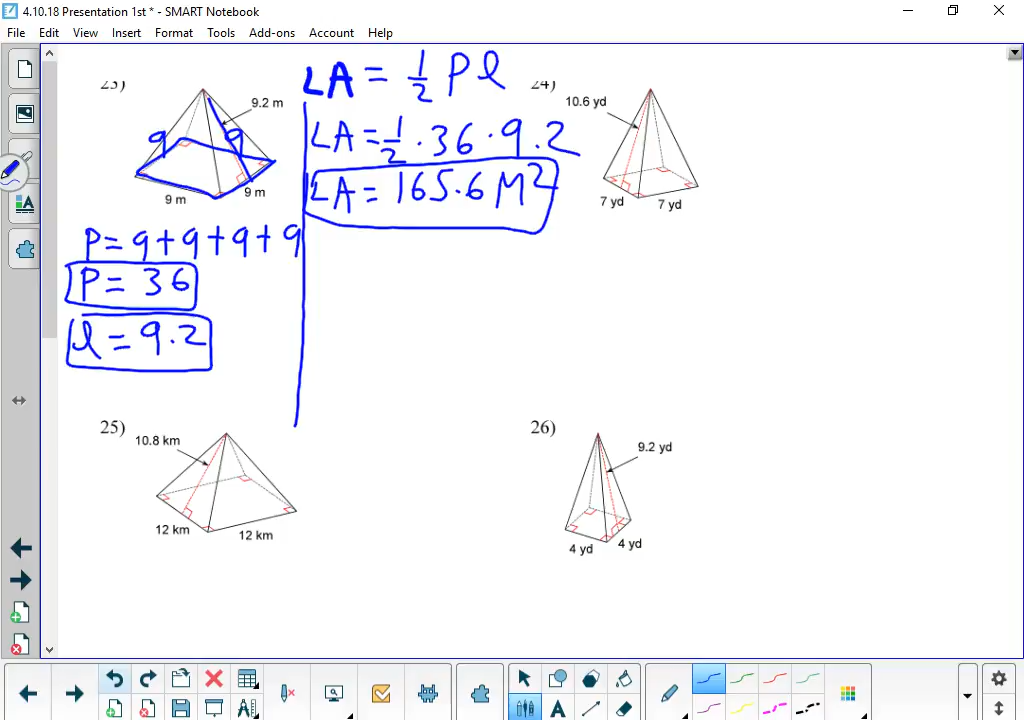 4.10.18 Presentation 1st * - SMART Notebook
File Edit View Insert Format Tools Add-ons Account Help
23)
9.2 m
9 9
9 m
9 m
P = 9 + 9 + 9 + 9
P = 36
l = 9.2
LA = 1/2 P l
LA = 1/2 · 36 · 9.2
LA = 165.6 M²
24)
10.6 yd
7 yd
7 yd
25)
10.8 km
12 km
12 km
26)
9.2 yd
4 yd
4 yd